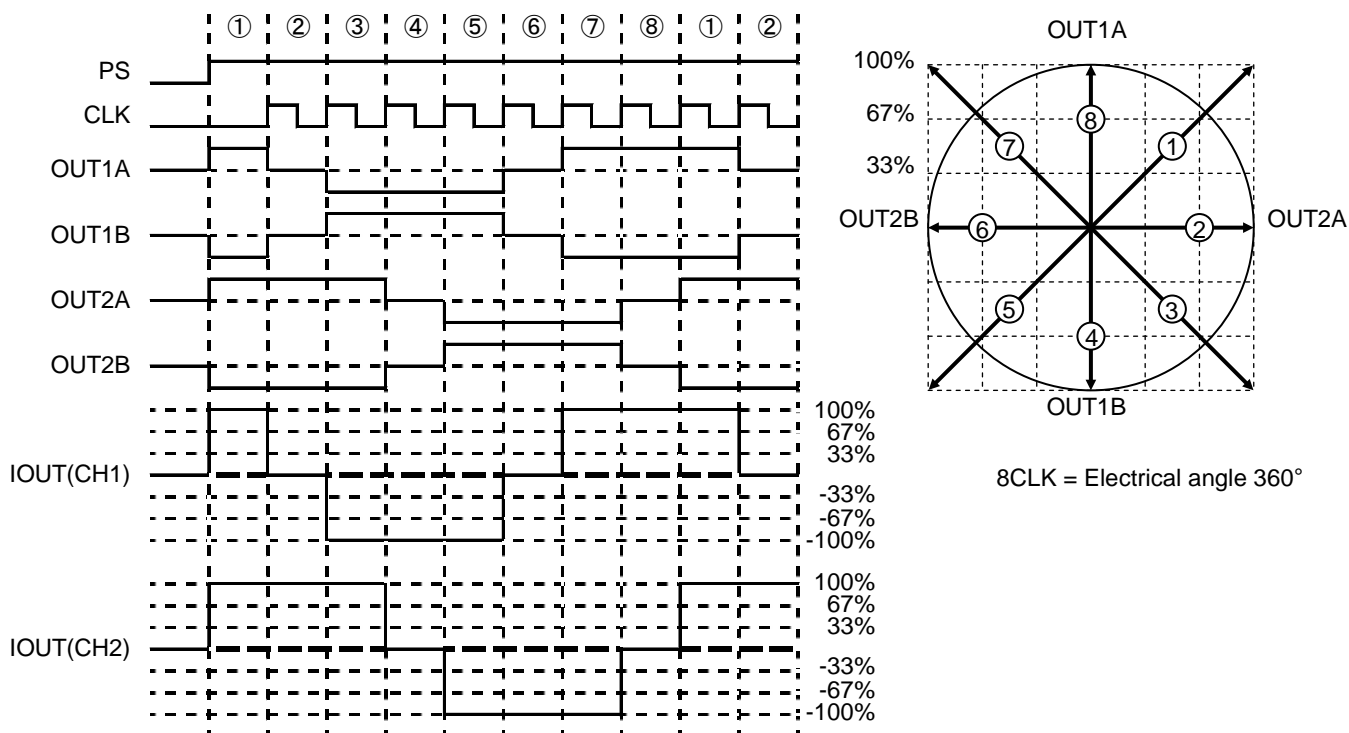 ① ② ③ ④ ⑤ ⑥ ⑦ ⑧ ① ②
PS
CLK
OUT1A
OUT1B
OUT2A
OUT2B
IOUT(CH1)
100%
67%
33%
-33%
-67%
-100%
IOUT(CH2)
100%
67%
33%
-33%
-67%
-100%
OUT1A
100%
67%
33%
OUT2B
OUT2A
OUT1B
⑧
⑦
①
⑥
②
⑤
③
④
8CLK = Electrical angle 360°